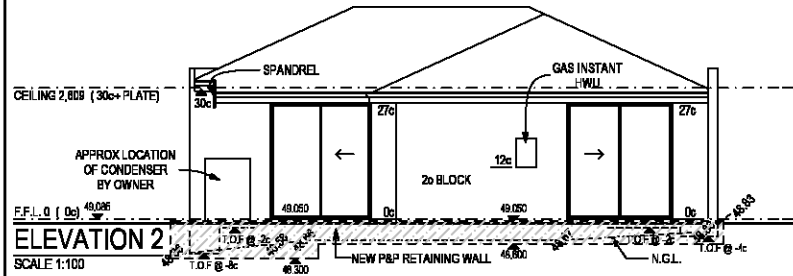 SPANDREL
GAS INSTANT
HWU
CEILING 2,609 ( 30c+ PLATE)
30c
27c
27c
APPROX LOCATION
OF CONDENSER
BY OWNER
12c
2c BLOCK
F.F.L. 0 ( 0c) 49,086
49,050
0c
49,050
0c
48.83
ELEVATION 2
T.O.F @ -2c
T.O.F @ -2c
T.O.F @ -8c
NEW P&P RETAINING WALL
N.G.L.
T.O.F @ -4c
SCALE 1:100
48,300
48,600